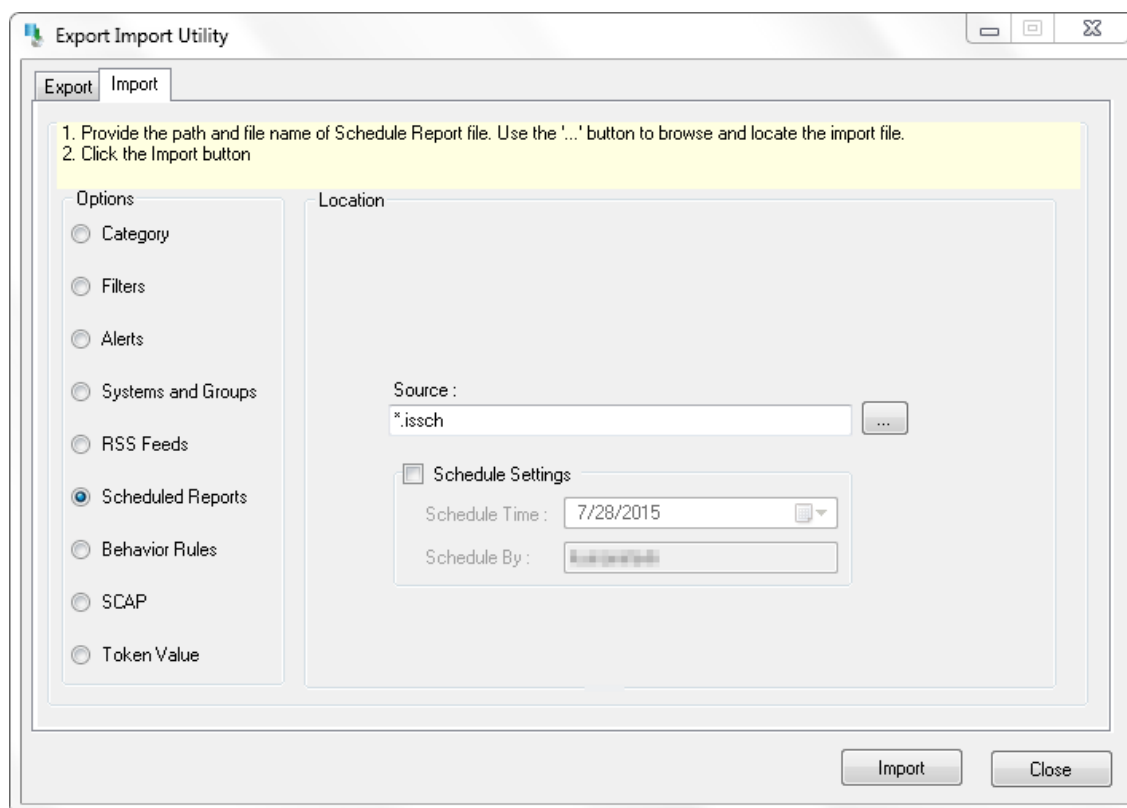 Export Import Utility
Export
Import
1. Provide the path and file name of Schedule Report file. Use the '...' button to browse and locate the import file.
2. Click the Import button
Options
Location
Category
Filters
Alerts
Systems and Groups
RSS Feeds
Scheduled Reports
Behavior Rules
SCAP
Token Value
Source :
*.issch
...
Schedule Settings
Schedule Time :
7/28/2015
Schedule By :
Import
Close